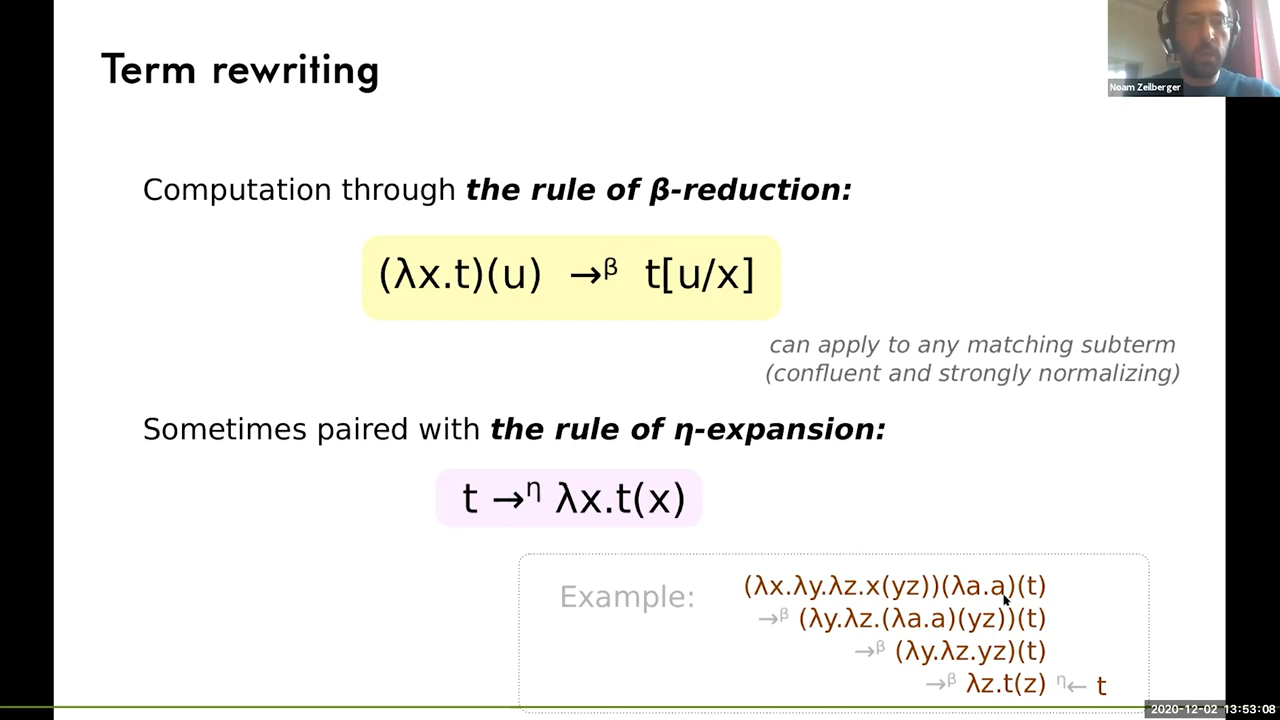 Term rewriting
Noam Zeilberger
Computation through the rule of β-reduction:
(λx.t)(u) →β t[u/x]
can apply to any matching subterm
(confluent and strongly normalizing)
Sometimes paired with the rule of η-expansion:
t →η λx.t(x)
Example: (λx.λy.λz.x(yz))(λa.a)(t)
→β (λy.λz.(λa.a)(yz))(t)
→β (λy.λz.yz)(t)
→β λz.t(z) η← t
2020-12-02 13:53:08